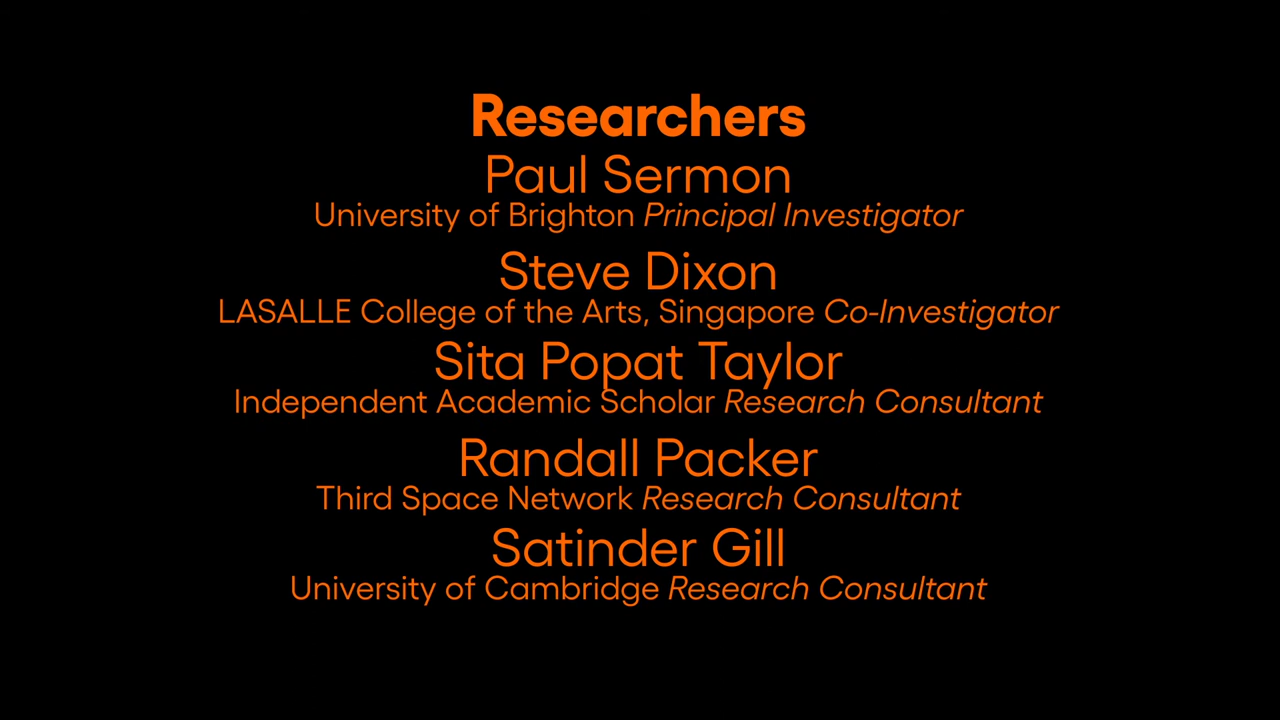 Researchers
Paul Sermon
University of Brighton Principal Investigator
Steve Dixon
LASALLE College of the Arts, Singapore Co-Investigator
Sita Popat Taylor
Independent Academic Scholar Research Consultant
Randall Packer
Third Space Network Research Consultant
Satinder Gill
University of Cambridge Research Consultant